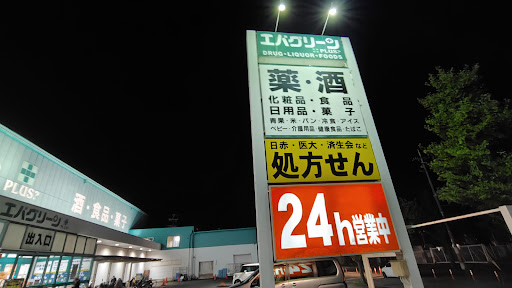 エバグリーン
PLUS+
DRUG・LIQUOR・FOODS
薬・酒
化粧品・食品
日用品・菓子
青果・米・パン・冷食・アイス
ベビー・介護用品・健康食品・たばこ
日赤・医大・済生会など
処方せん
24h営業中
PLUS+
酒・食品・菓子
エバグリーン
出入口